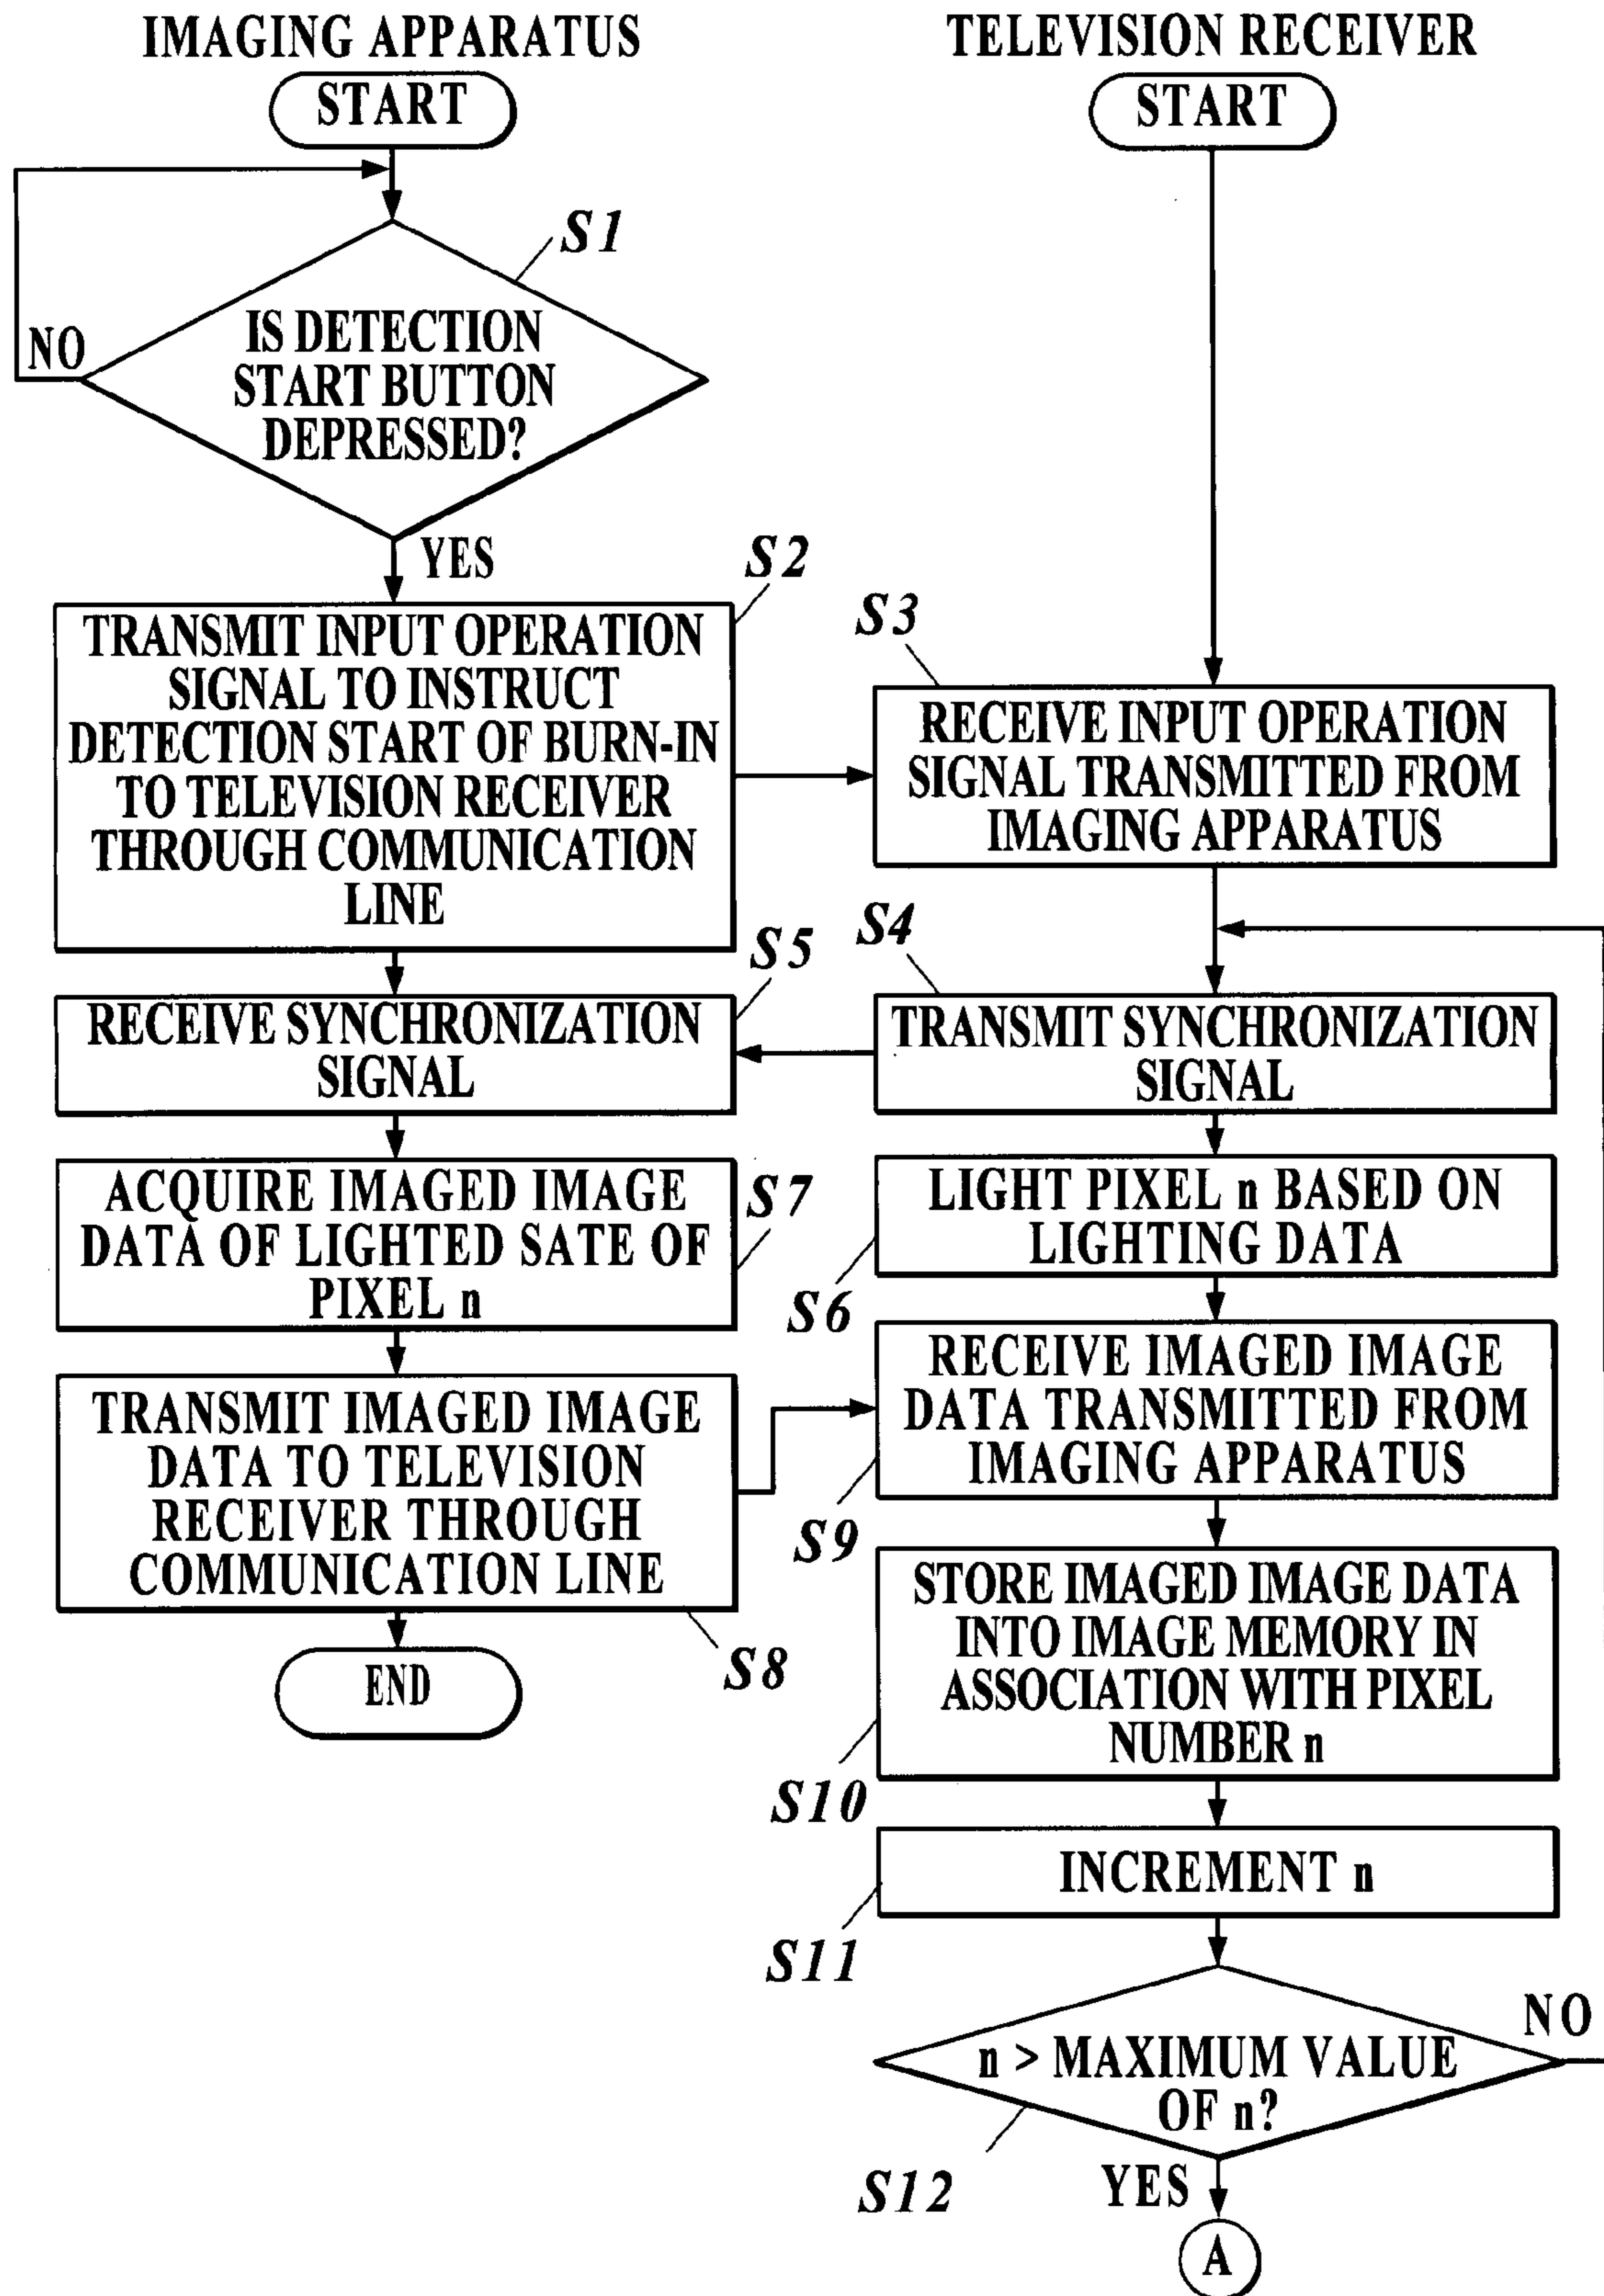 IMAGING APPARATUS
START
S1
NO
IS DETECTION
START BUTTON
DEPRESSED?
YES
S2
TRANSMIT INPUT OPERATION
SIGNAL TO INSTRUCT
DETECTION START OF BURN-IN
TO TELEVISION RECEIVER
THROUGH COMMUNICATION
LINE
S5
RECEIVE SYNCHRONIZATION
SIGNAL
S7
ACQUIRE IMAGED IMAGE
DATA OF LIGHTED SATE OF
PIXEL n
TRANSMIT IMAGED IMAGE
DATA TO TELEVISION
RECEIVER THROUGH
COMMUNICATION LINE
S8
END
TELEVISION RECEIVER
START
S3
RECEIVE INPUT OPERATION
SIGNAL TRANSMITTED FROM
IMAGING APPARATUS
S4
TRANSMIT SYNCHRONIZATION
SIGNAL
LIGHT PIXEL n BASED ON
LIGHTING DATA
S6
RECEIVE IMAGED IMAGE
DATA TRANSMITTED FROM
IMAGING APPARATUS
S9
STORE IMAGED IMAGE DATA
INTO IMAGE MEMORY IN
ASSOCIATION WITH PIXEL
NUMBER n
S10
INCREMENT n
S11
NO
n > MAXIMUM VALUE
OF n?
S12
YES
A